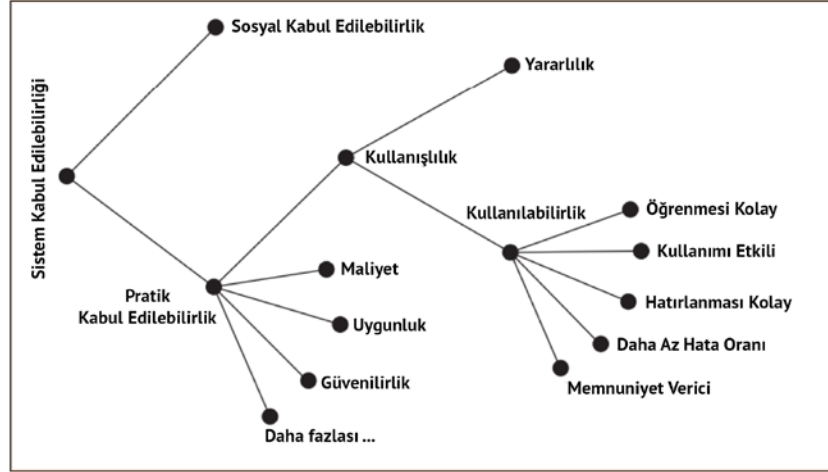 Sistem Kabul Edilebilirliği
Sosyal Kabul Edilebilirlik
Pratik
Kabul Edilebilirlik
Kullanışlılık
Maliyet
Uygunluk
Güvenilirlik
Daha fazlası ...
Yararlılık
Kullanılabilirlik
Öğrenmesi Kolay
Kullanımı Etkili
Hatırlanması Kolay
Daha Az Hata Oranı
Memnuniyet Verici